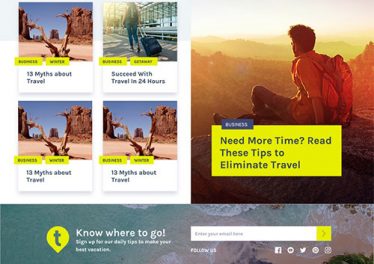 BUSINESS WINTER
13 Myths about
Travel
BUSINESS GETAWAY
Succeed With
Travel In 24 Hours
BUSINESS WINTER
13 Myths about
Travel
BUSINESS WINTER
13 Myths about
Travel
BUSINESS
Need More Time? Read
These Tips to
Eliminate Travel
t
Know where to go!
Sign up for our daily tips to make your
best vacation.
Enter your email here
FOLLOW US